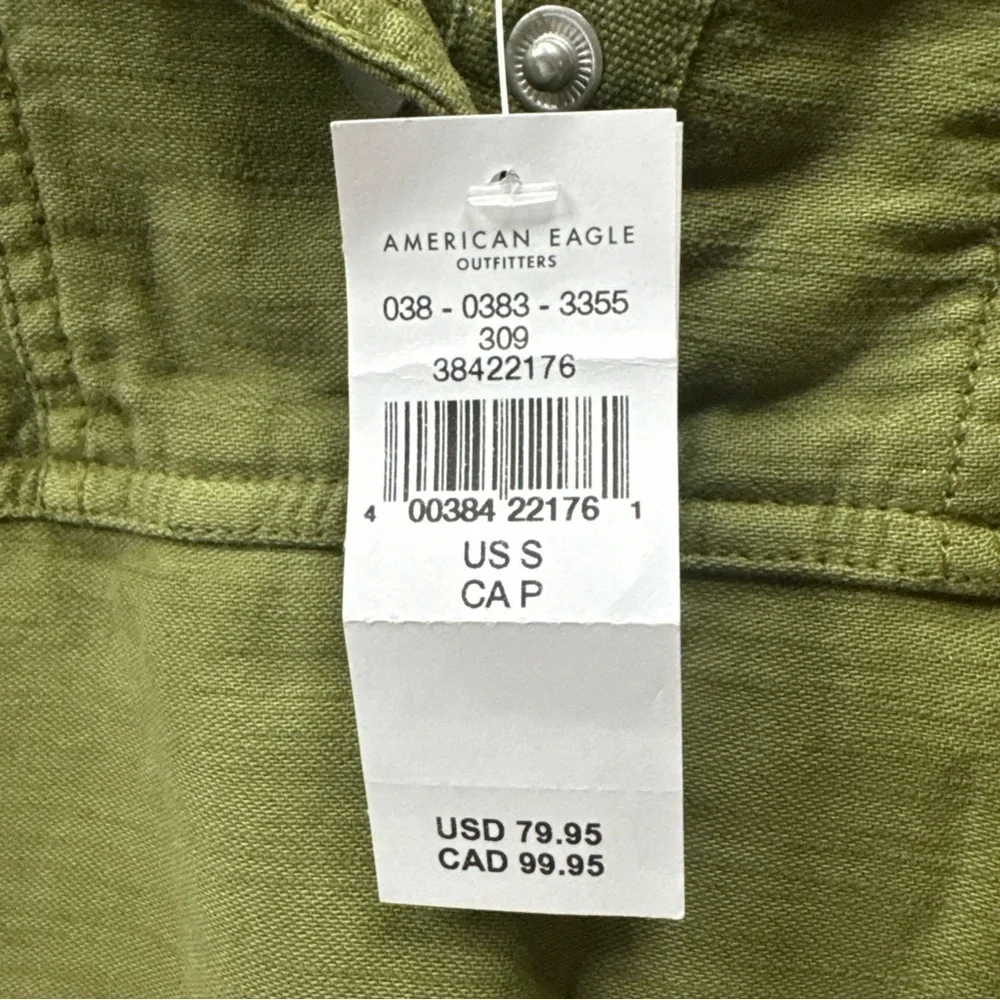 AMERICAN EAGLE
OUTFITTERS
038 - 0383 - 3355
309
38422176
4 00384 22176 1
US S
CA P
USD 79.95
CAD 99.95